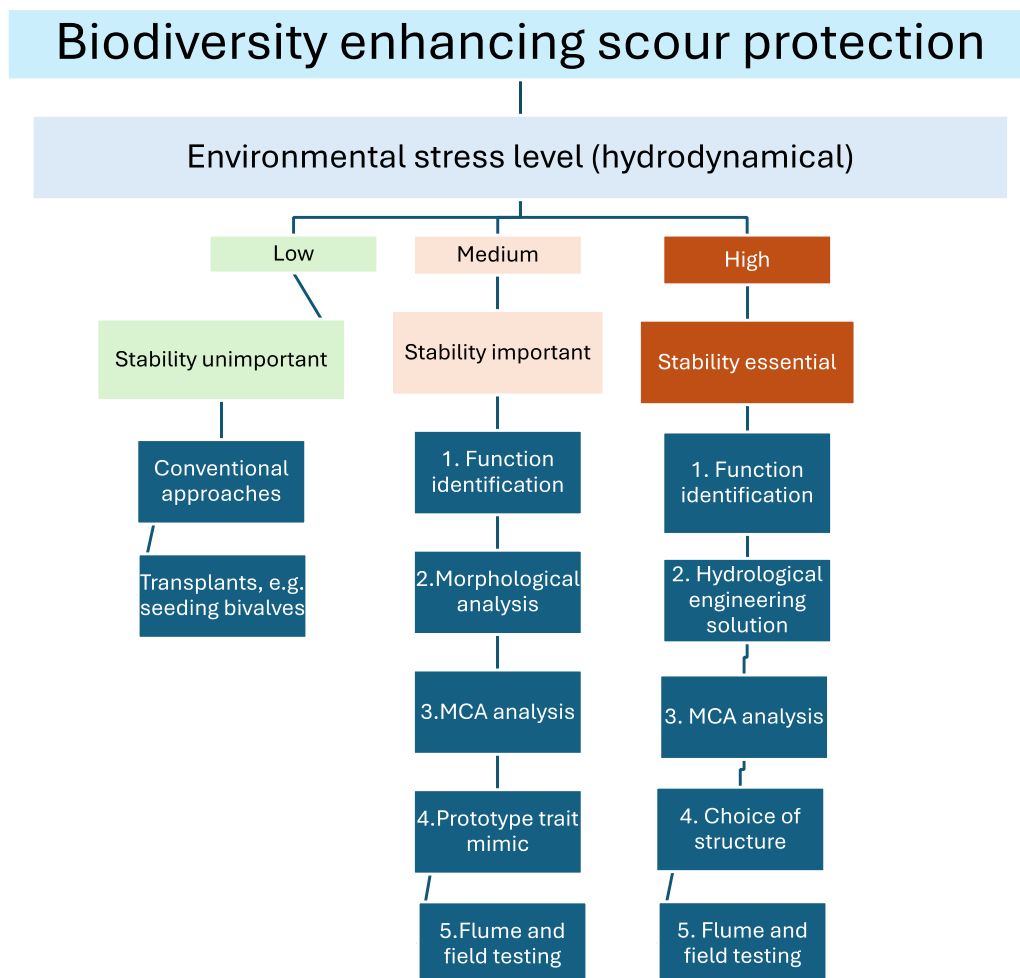 Biodiversity enhancing scour protection
Environmental stress level (hydrodynamical)
Low
Medium
High
Stability unimportant
Stability important
Stability essential
Conventional
approaches
Transplants, e.g.
seeding bivalves
1. Function
identification
2.Morphological
analysis
3.MCA analysis
4.Prototype trait
mimic
5.Flume and
field testing
1. Function
identification
2. Hydrological
engineering
solution
3. MCA analysis
4. Choice of
structure
5. Flume and
field testing